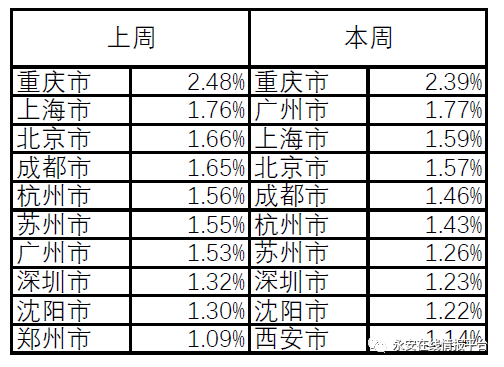 上周 本周
重庆市 2.48% 重庆市 2.39%
上海市 1.76% 广州市 1.77%
北京市 1.66% 上海市 1.59%
成都市 1.65% 北京市 1.57%
杭州市 1.56% 成都市 1.46%
苏州市 1.55% 杭州市 1.43%
广州市 1.53% 苏州市 1.26%
深圳市 1.32% 深圳市 1.23%
沈阳市 1.30% 沈阳市 1.22%
郑州市 1.09% 西安市 1.14%
永安在线情报平台